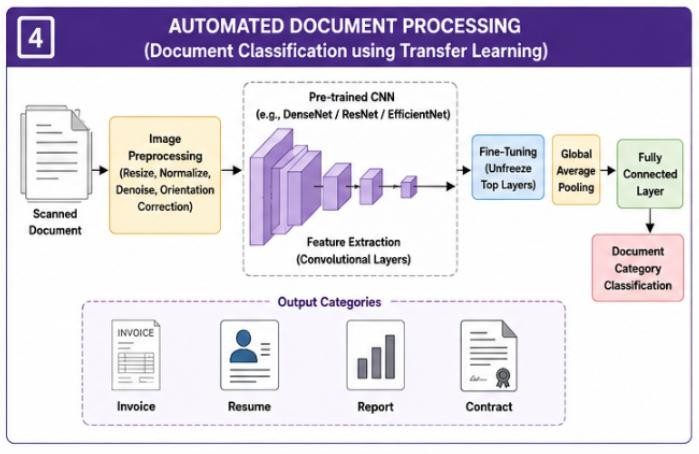 4
AUTOMATED DOCUMENT PROCESSING
(Document Classification using Transfer Learning)
Scanned
Document
Image
Preprocessing
(Resize, Normalize,
Denoise, Orientation
Correction)
Pre-trained CNN
(e.g., DenseNet / ResNet / EfficientNet)
Feature Extraction
(Convolutional Layers)
Fine-Tuning
(Unfreeze
Top Layers)
Global
Average
Pooling
Fully
Connected
Layer
Document
Category
Classification
Output Categories
INVOICE
Invoice
Resume
Report
Contract